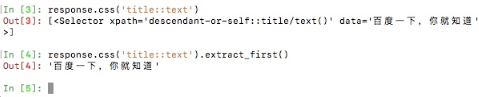 In [3]: response.css('title::text')
Out[3]: [<Selector xpath='descendant-or-self::title/text()' data='百度一下，你就知道'
>]
In [4]: response.css('title::text').extract_first()
Out[4]: '百度一下，你就知道'
In [5]: